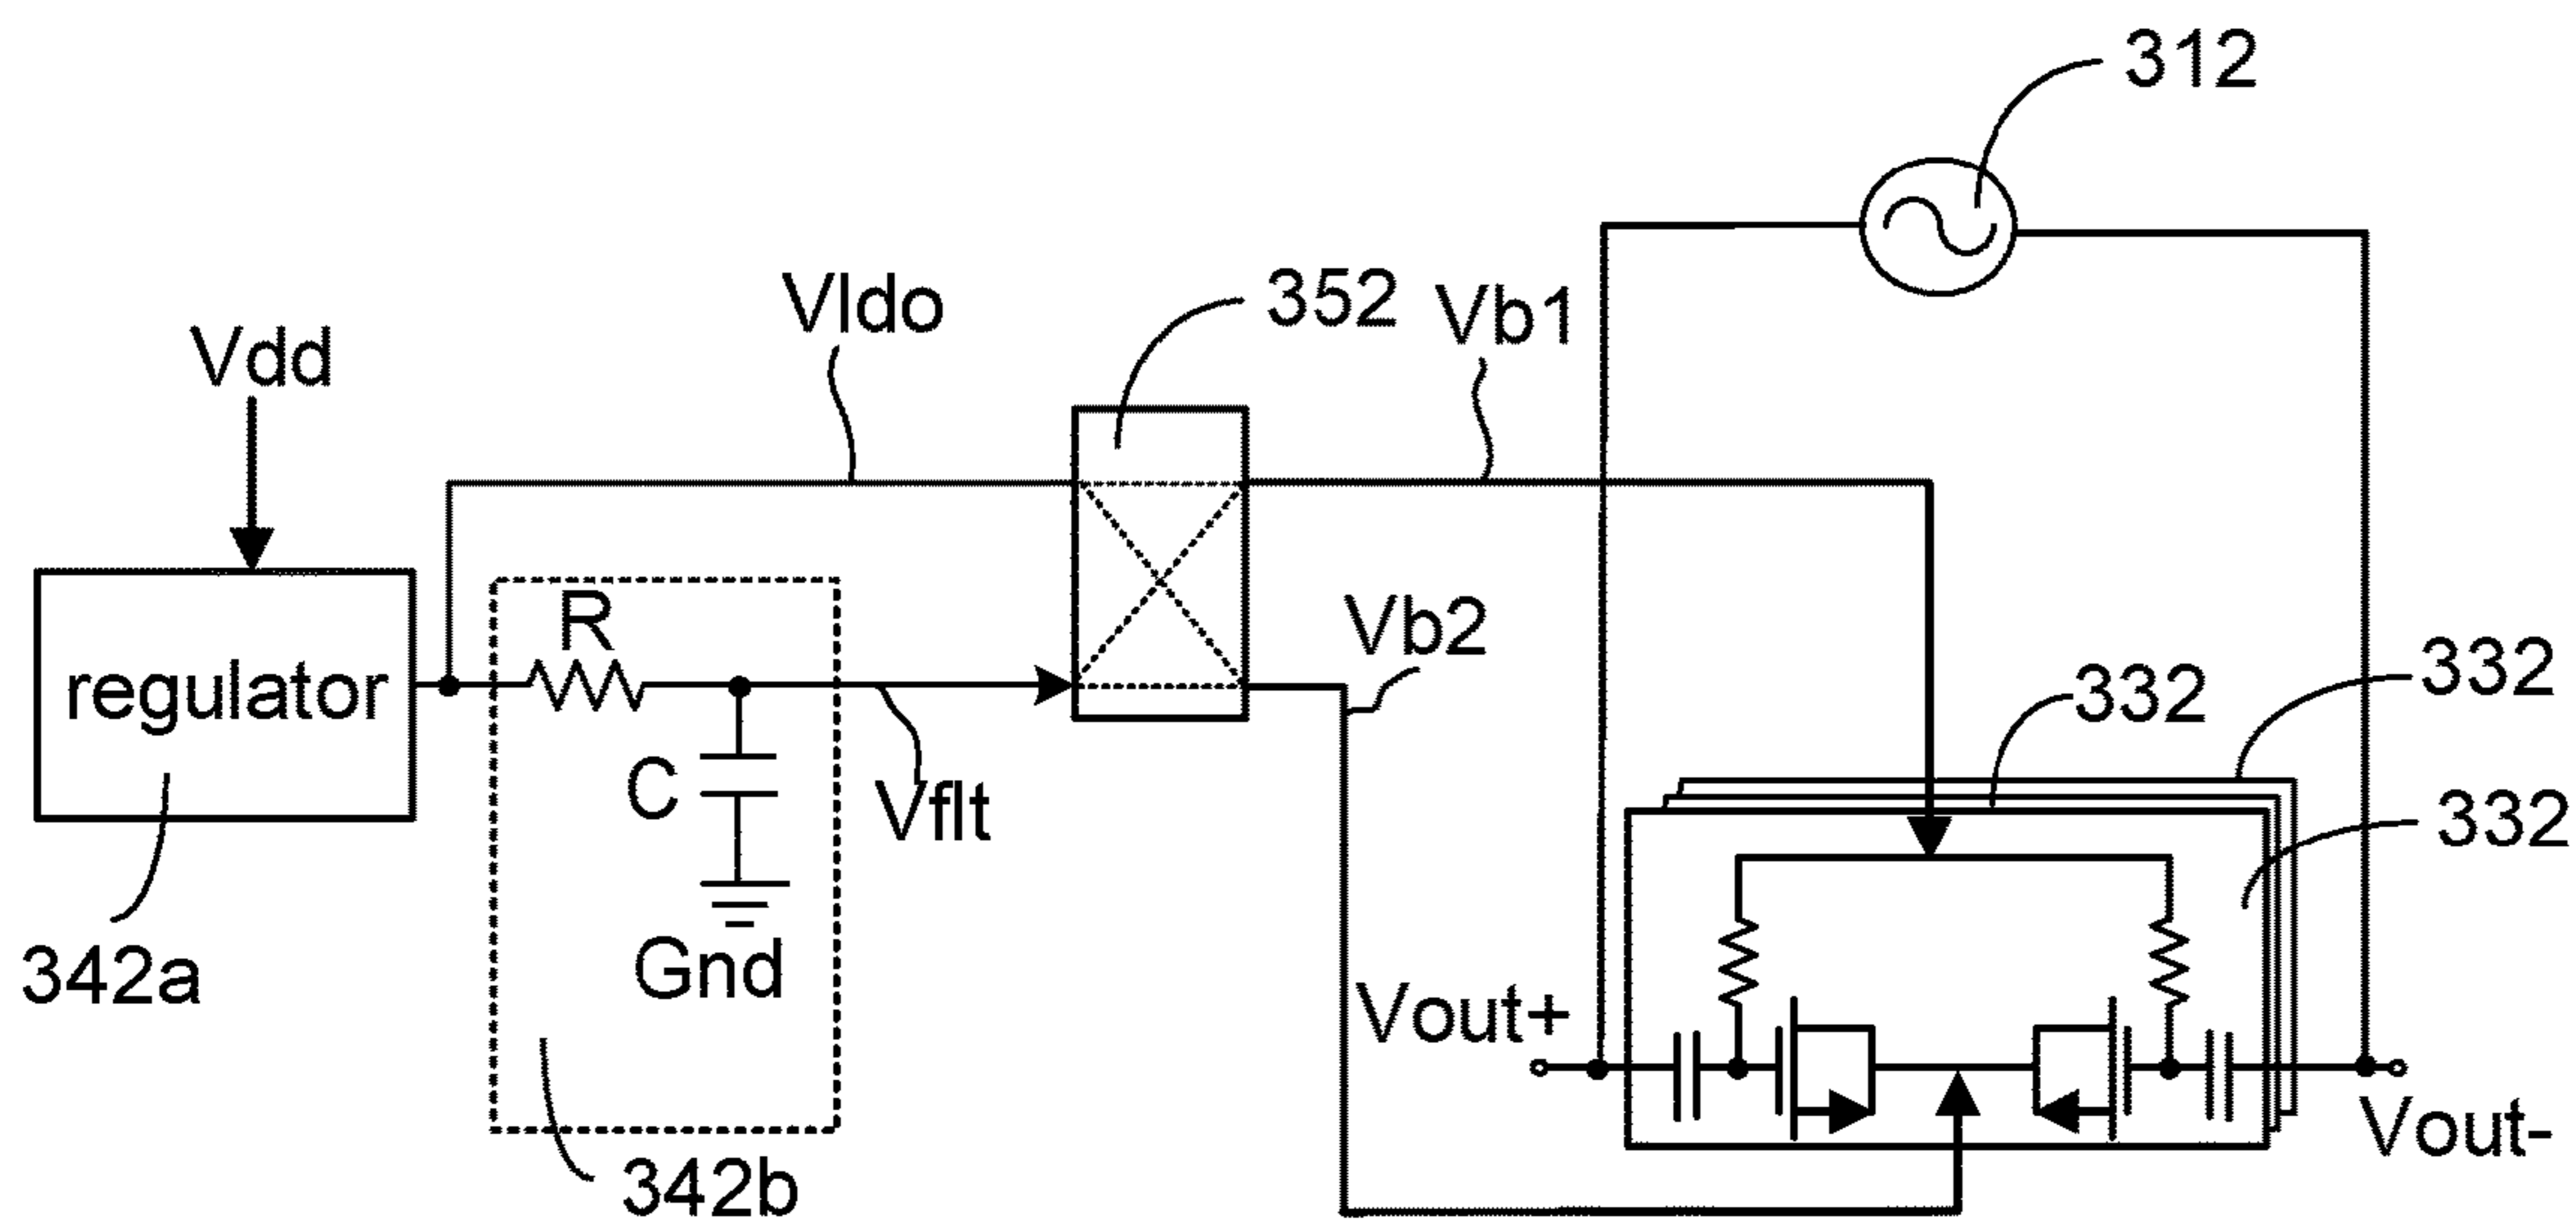 312
352
Vldo
Vb1
Vdd
R
Vb2
332
332
regulator
C
Vflt
332
Gnd
342a
Vout+
Vout-
342b